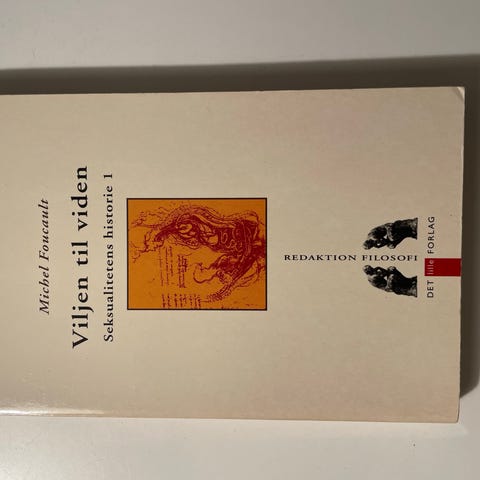 Michel Foucault
Viljen til viden
Seksualitetens historie 1
REDAKTION FILOSOFI
DET lille FORLAG